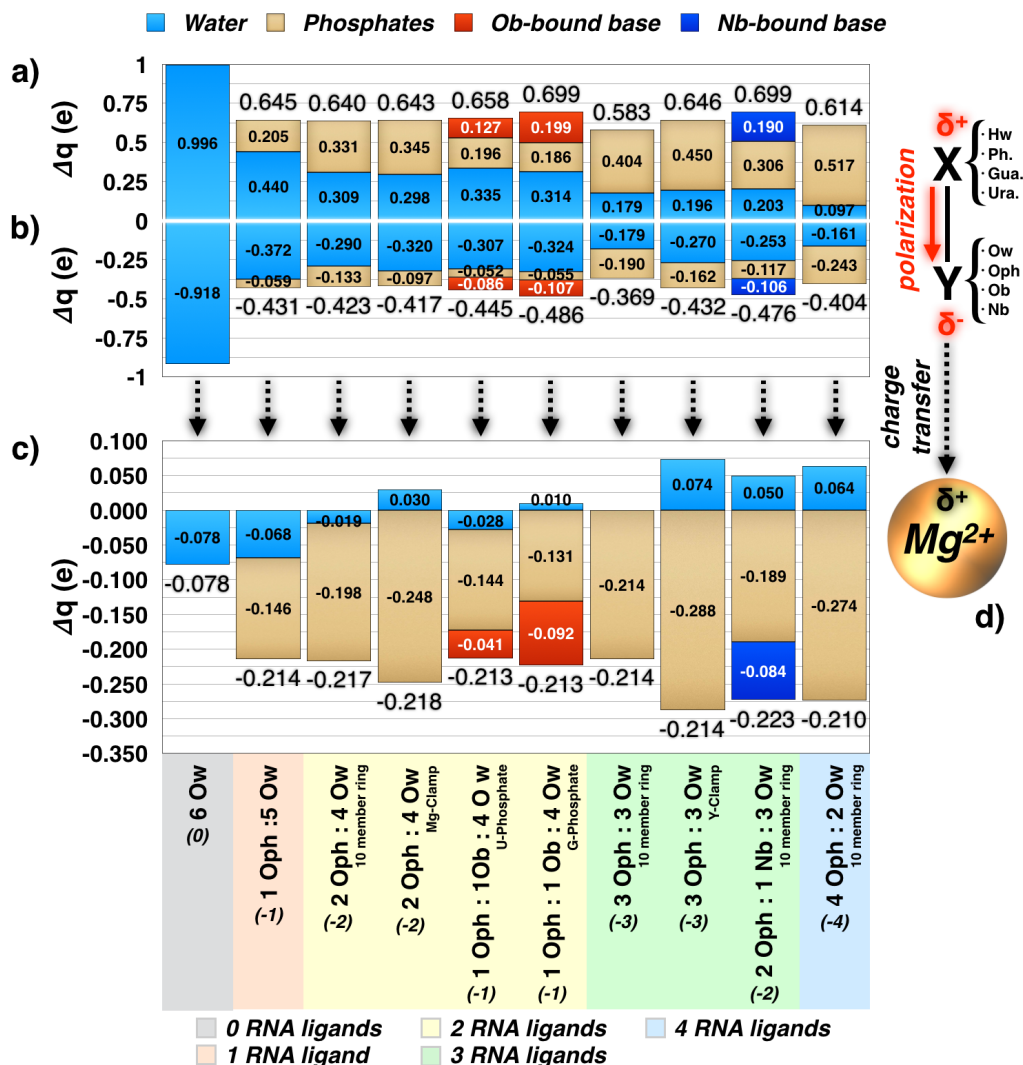 Water Phosphates Ob-bound base Nb-bound base
a)
Δq (e)
1
0.75
0.5
0.25
0
0.645 0.640 0.643 0.658 0.699 0.583 0.646 0.699 0.614
0.996
0.205 0.331 0.345 0.127 0.199 0.404 0.450 0.190 0.517
0.196 0.186 0.306
0.440 0.309 0.298 0.335 0.314 0.179 0.196 0.203 0.097
b)
Δq (e)
-0.25
-0.5
-0.75
-1
-0.918
-0.372 -0.290 -0.320 -0.307 -0.324 -0.179 -0.270 -0.253 -0.161
-0.059 -0.133 -0.097 -0.052 -0.055 -0.190 -0.162 -0.117 -0.243
-0.086 -0.107 -0.106
-0.431 -0.423 -0.417 -0.445 -0.486 -0.369 -0.432 -0.476 -0.404
δ+
X
Y
δ-
polarization
Hw
Ph.
Gua.
Ura.
Ow
Oph
Ob
Nb
charge
transfer
δ+
Mg2+
d)
c)
Δq (e)
0.100
0.050
0.000
-0.050
-0.100
-0.150
-0.200
-0.250
-0.300
-0.350
0.030 0.010 0.074 0.050 0.064
-0.078 -0.068 -0.019 -0.028
-0.146 -0.198 -0.248 -0.144 -0.131 -0.214 -0.288 -0.189 -0.274
-0.041 -0.092 -0.084
-0.078 -0.214 -0.217 -0.218 -0.213 -0.213 -0.214 -0.214 -0.223 -0.210
6 Ow
(0)
1 Oph :5 Ow
(-1)
2 Oph : 4 Ow
10 member ring
(-2)
2 Oph : 4 Ow
Mg-Clamp
(-2)
1 Oph : 1Ob : 4 O w
U-Phosphate
(-1)
1 Oph : 1 Ob : 4 Ow
G-Phosphate
(-1)
3 Oph : 3 Ow
10 member ring
(-3)
3 Oph : 3 Ow
Y-Clamp
(-3)
2 Oph : 1 Nb : 3 Ow
10 member ring
(-2)
4 Oph : 2 Ow
10 member ring
(-4)
0 RNA ligands 2 RNA ligands 4 RNA ligands
1 RNA ligand 3 RNA ligands